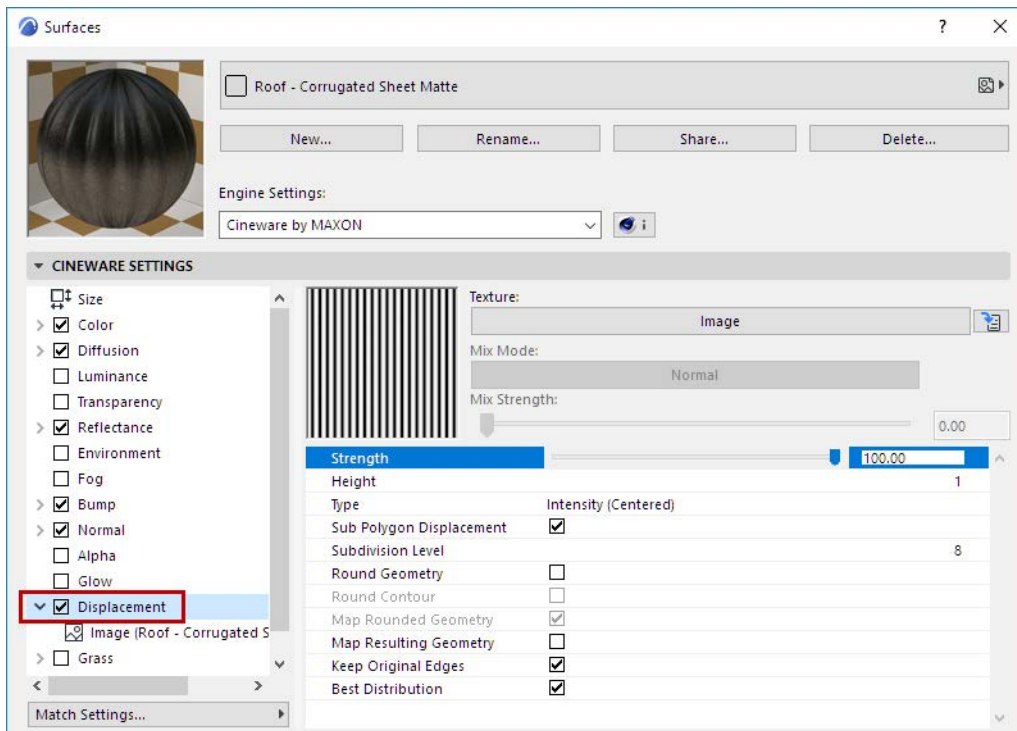 Surfaces
?
Roof - Corrugated Sheet Matte
New...
Rename...
Share...
Delete...
Engine Settings:
Cineware by MAXON
i
CINEWARE SETTINGS
Size
Color
Diffusion
Luminance
Transparency
Reflectance
Environment
Fog
Bump
Normal
Alpha
Glow
Displacement
Image (Roof - Corrugated S
Grass
Match Settings...
Texture:
Image
Mix Mode:
Normal
Mix Strength:
0.00
Strength 100.00
Height 1
Type Intensity (Centered)
Sub Polygon Displacement
Subdivision Level 8
Round Geometry
Round Contour
Map Rounded Geometry
Map Resulting Geometry
Keep Original Edges
Best Distribution